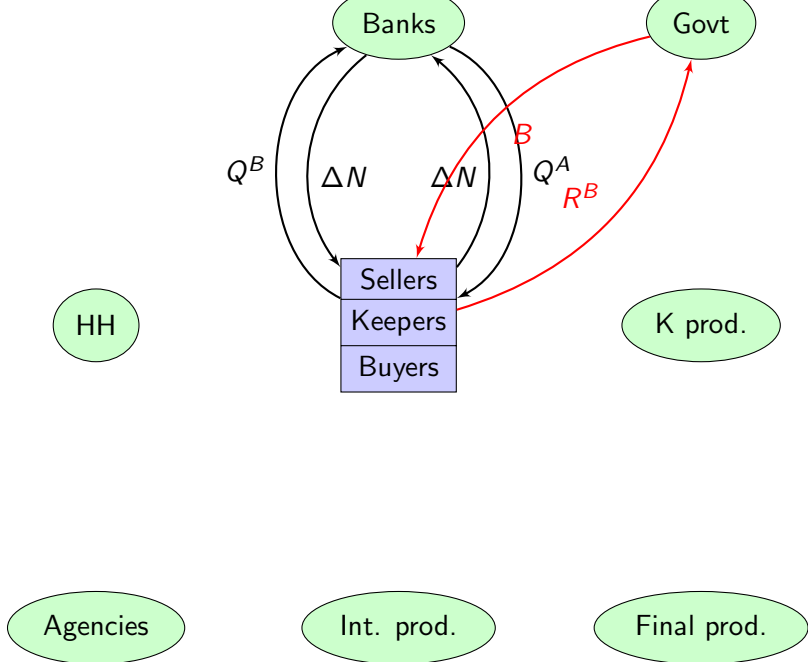 Banks
Govt
B
Q^B
ΔN
ΔN
Q^A
R^B
Sellers
HH
Keepers
K prod.
Buyers
Agencies
Int. prod.
Final prod.